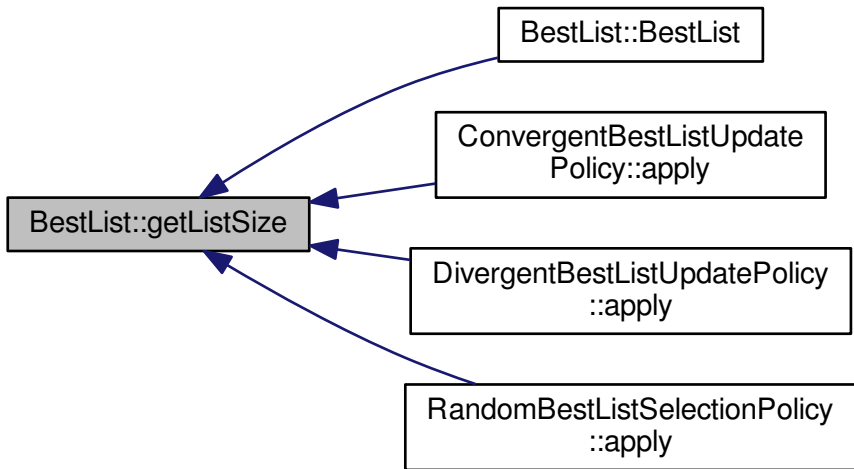 BestList::BestList
ConvergentBestListUpdate
Policy::apply
BestList::getListSize
DivergentBestListUpdatePolicy
::apply
RandomBestListSelectionPolicy
::apply